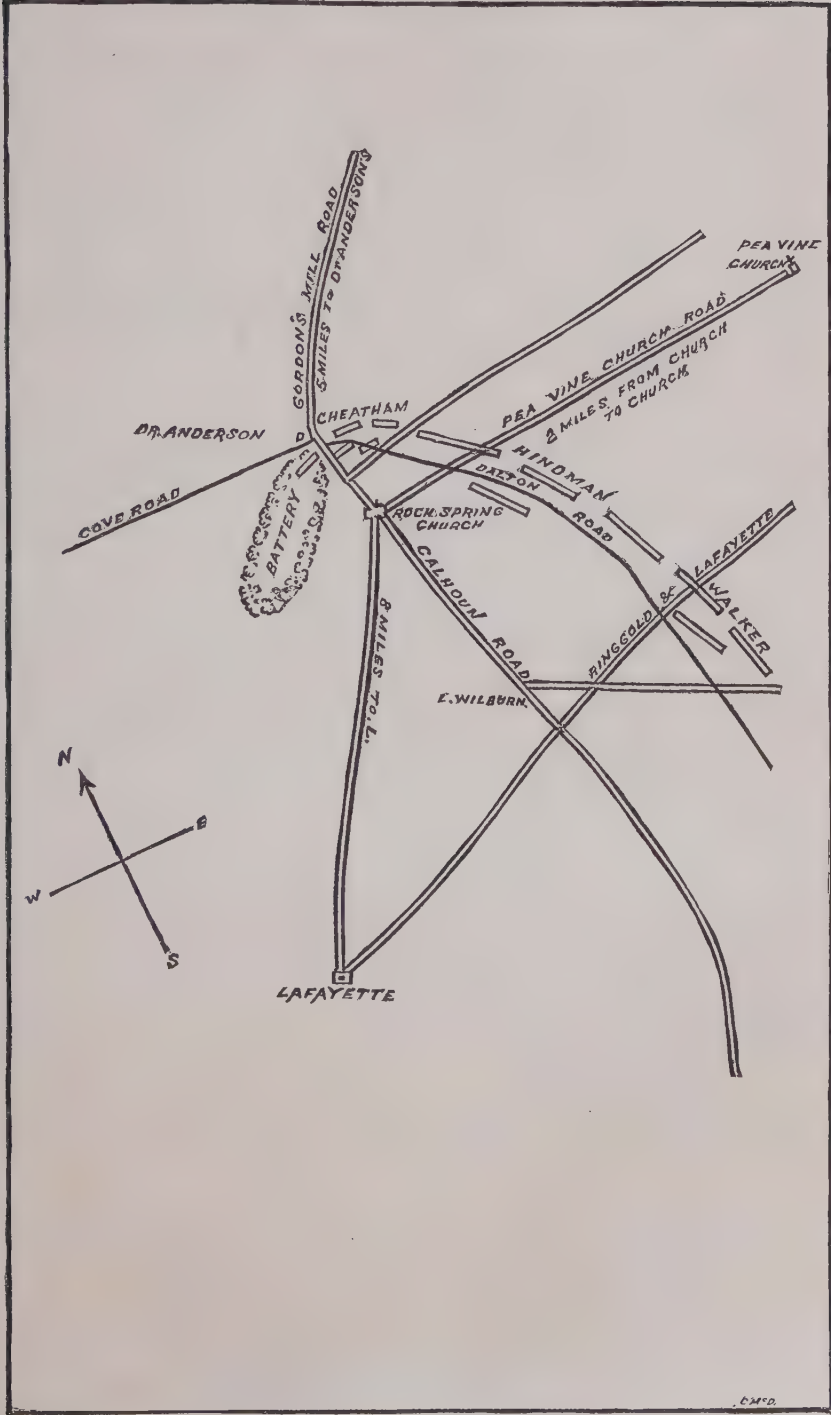 GORDON'S MILL ROAD
5 MILES TO DR ANDERSON'S
PEA VINE
CHURCH
PEA VINE CHURCH ROAD
2 MILES FROM CHURCH
TO CHURCH
CHEATHAM
DR. ANDERSON
COVE ROAD
BATTERY
HINDMAN
DALTON
ROAD
ROCK SPRING
CHURCH
CALHOUN ROAD
8 MILES TO L.
RINGGOLD & LAFAYETTE
WALKER
E. WILBURN.
N
E
W
S
LAFAYETTE